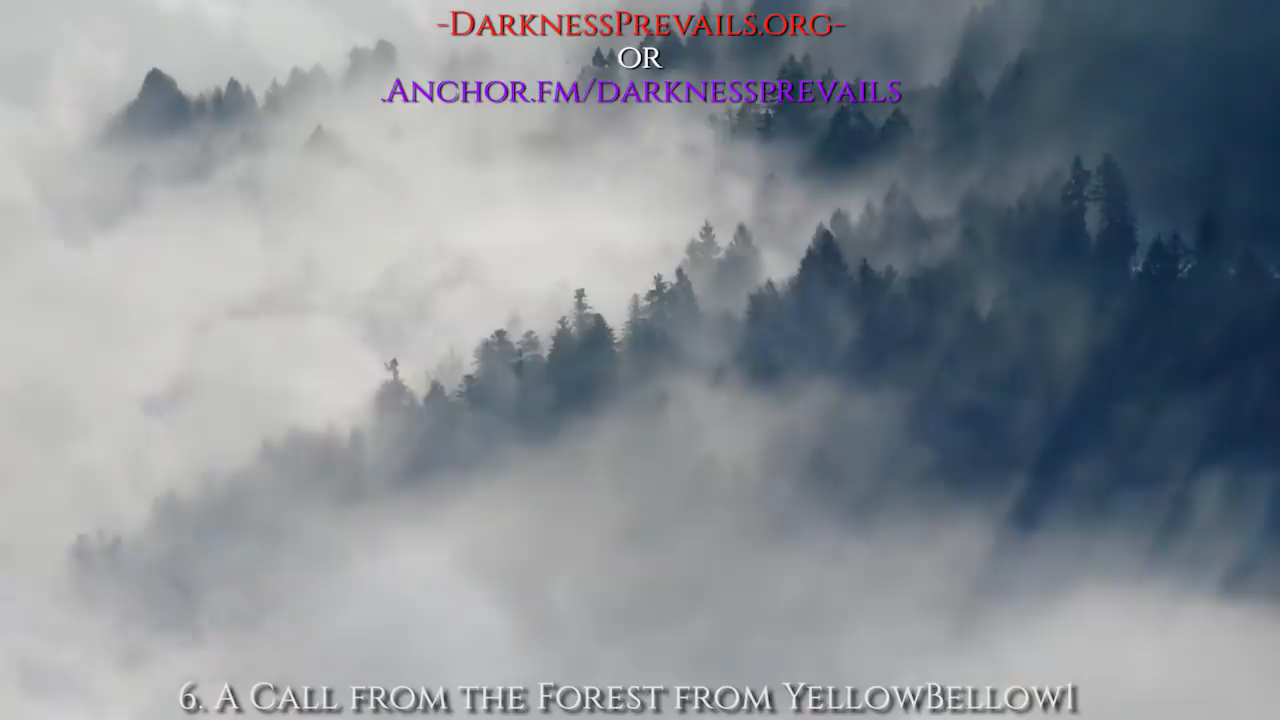 -DarknessPrevails.org-
or
.Anchor.fm/darknessprevails
6. A Call from the Forest from YellowBellow1